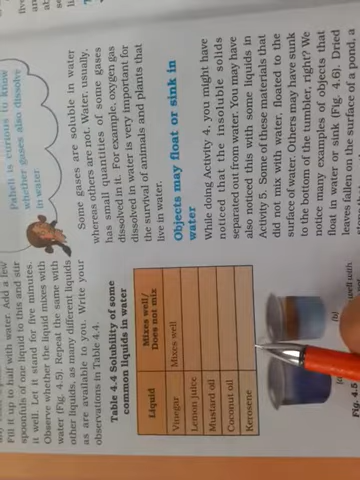 Fill it up to half with water. Add a few
spoonfuls of one liquid to this and stir
it well. Let it stand for five minutes.
Observe whether the liquid mixes with
water (Fig. 4.5). Repeat the same with
other liquids, as many different liquids
as are available to you. Write your
observations in Table 4.4.
Table 4.4 Solubility of some
common liquids in water
Liquid Mixes well/
Does not mix
Vinegar Mixes well
Lemon juice
Mustard oil
Coconut oil
Kerosene
(b)
Fig. 4.5
Paheli is curious to know
whether gases also dissolve
in water
Some gases are soluble in water
whereas others are not. Water, usually,
has small quantities of some gases
dissolved in it. For example, oxygen gas
dissolved in water is very important for
the survival of animals and plants that
live in water.
Objects may float or sink in
water
While doing Activity 4, you might have
noticed that the insoluble solids
separated out from water. You may have
also noticed this with some liquids in
Activity 5. Some of these materials that
did not mix with water, floated to the
surface of water. Others may have sunk
to the bottom of the tumbler, right? We
notice many examples of objects that
float in water or sink (Fig. 4.6). Dried
leaves fallen on the surface of a pond, a